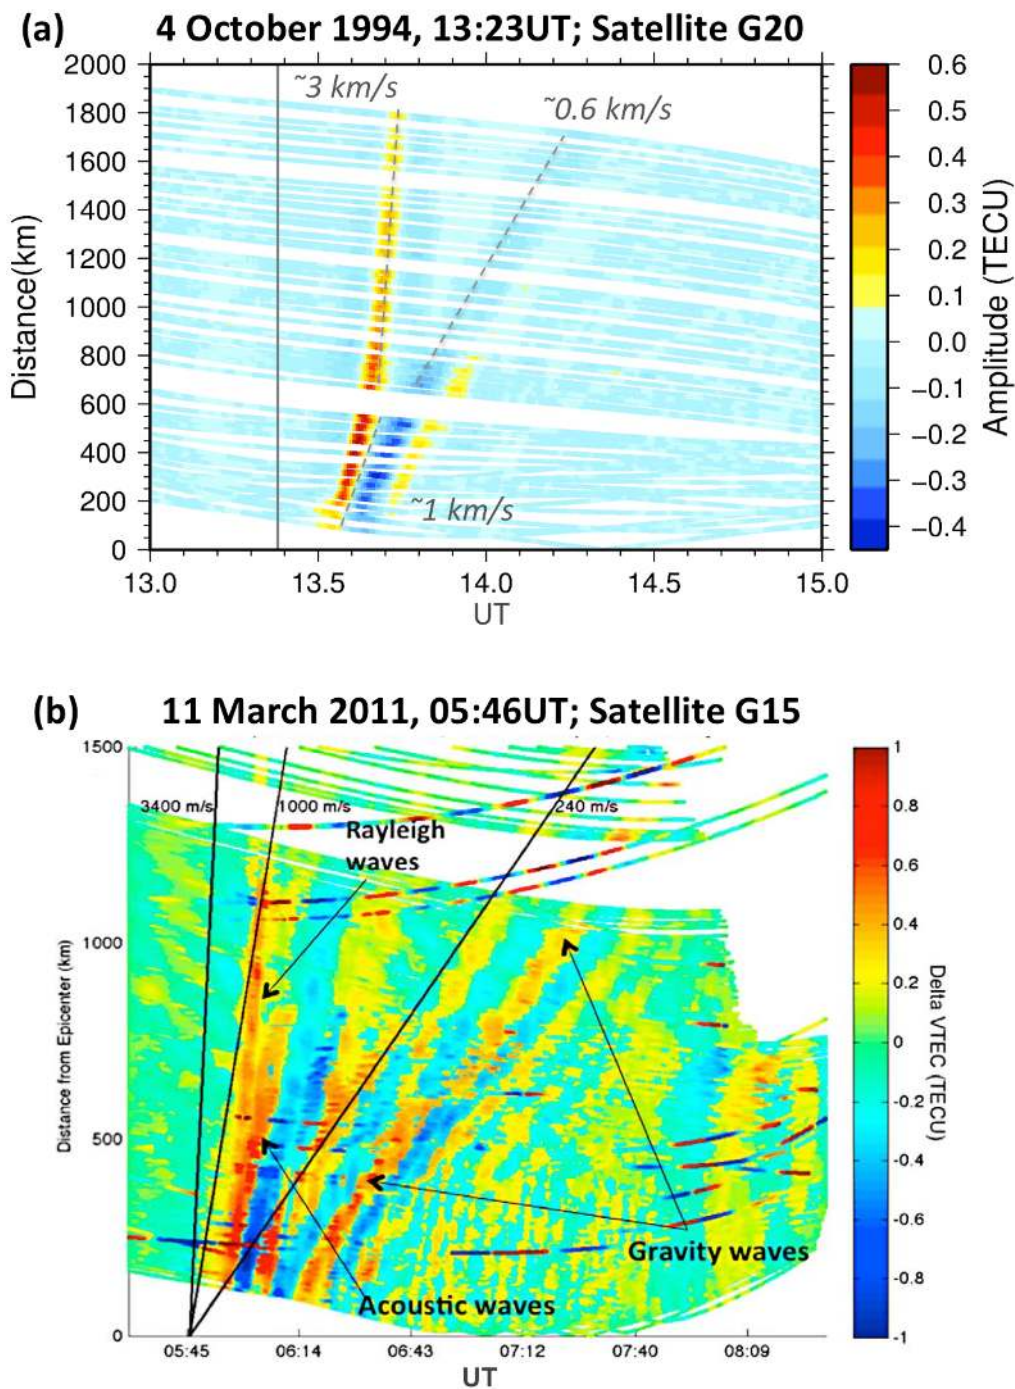 (a) 4 October 1994, 13:23UT; Satellite G20
2000
1800
1600
1400
1200
1000
800
600
400
200
0
Distance(km)
~3 km/s
~0.6 km/s
~1 km/s
13.0 13.5 14.0 14.5 15.0
UT
0.6
0.5
0.4
0.3
0.2
0.1
0.0
−0.1
−0.2
−0.3
−0.4
Amplitude (TECU)
(b) 11 March 2011, 05:46UT; Satellite G15
1500
1000
500
0
Distance from Epicenter (km)
3400 m/s 1000 m/s 240 m/s
Rayleigh
waves
Gravity waves
Acoustic waves
05:45 06:14 06:43 07:12 07:40 08:09
UT
1
0.8
0.6
0.4
0.2
0
-0.2
-0.4
-0.6
-0.8
-1
Delta VTEC (TECU)